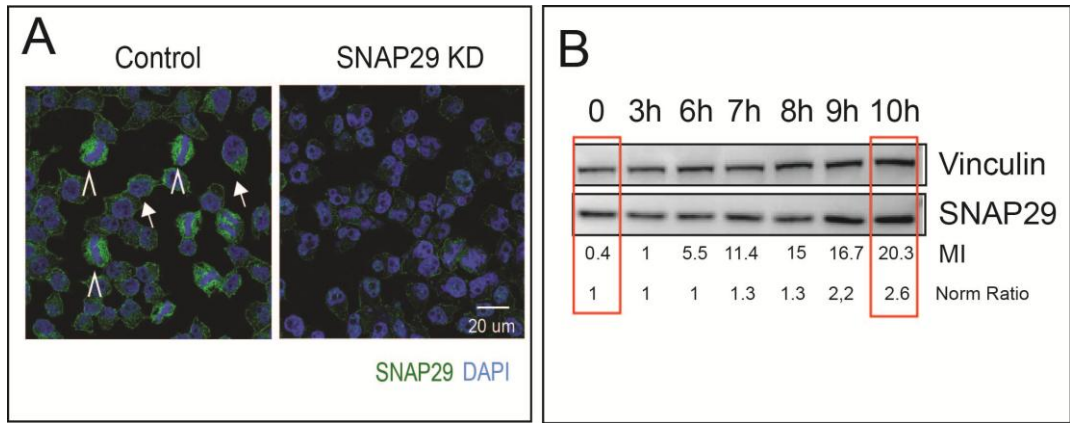 A
Control SNAP29 KD
20 um
SNAP29 DAPI
B
0 3h 6h 7h 8h 9h 10h
Vinculin
SNAP29
0.4 1 5.5 11.4 15 16.7 20.3 MI
1 1 1 1.3 1.3 2,2 2.6 Norm Ratio